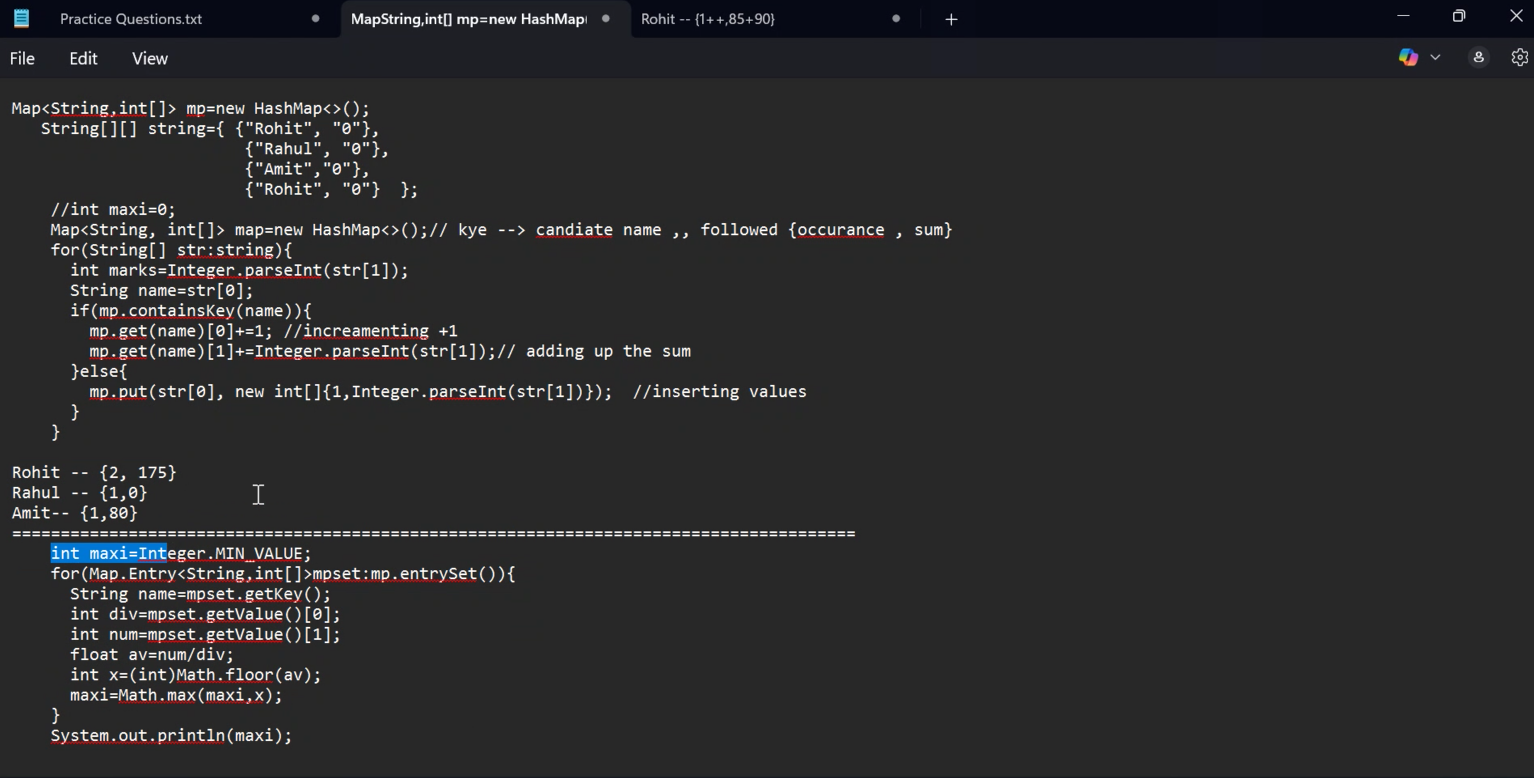 Practice Questions.txt
MapString,int[] mp=new HashMap
Rohit -- {1++,85+90}
File Edit View
Map<String,int[]> mp=new HashMap<>();
String[][] string={ {"Rohit", "0"},
{"Rahul", "0"},
{"Amit","0"},
{"Rohit", "0"} };
//int maxi=0;
Map<String, int[]> map=new HashMap<>();// kye --> candiate name ,, followed {occurance , sum}
for(String[] str:string){
int marks=Integer.parseInt(str[1]);
String name=str[0];
if(mp.containsKey(name)){
mp.get(name)[0]+=1; //increamenting +1
mp.get(name)[1]+=Integer.parseInt(str[1]);// adding up the sum
}else{
mp.put(str[0], new int[]{1,Integer.parseInt(str[1])}); //inserting values
}
}
Rohit -- {2, 175}
Rahul -- {1,0}
Amit-- {1,80}
=======================================================================================
int maxi=Integer.MIN_VALUE;
for(Map.Entry<String,int[]>mpset:mp.entrySet()){
String name=mpset.getKey();
int div=mpset.getValue()[0];
int num=mpset.getValue()[1];
float av=num/div;
int x=(int)Math.floor(av);
maxi=Math.max(maxi,x);
}
System.out.println(maxi);